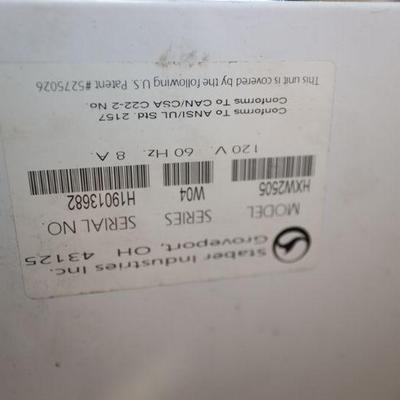 Staber Industries Inc.
Groveport, OH 43125
MODEL SERIES SERIAL NO.
HXW2505 W04 H19013682
120 V. 60 Hz. 8 A.
Conforms To ANSI/UL Std. 2157
Conforms To CAN/CSA C22-2 No.
This unit is covered by the following U.S. Patent #5275026